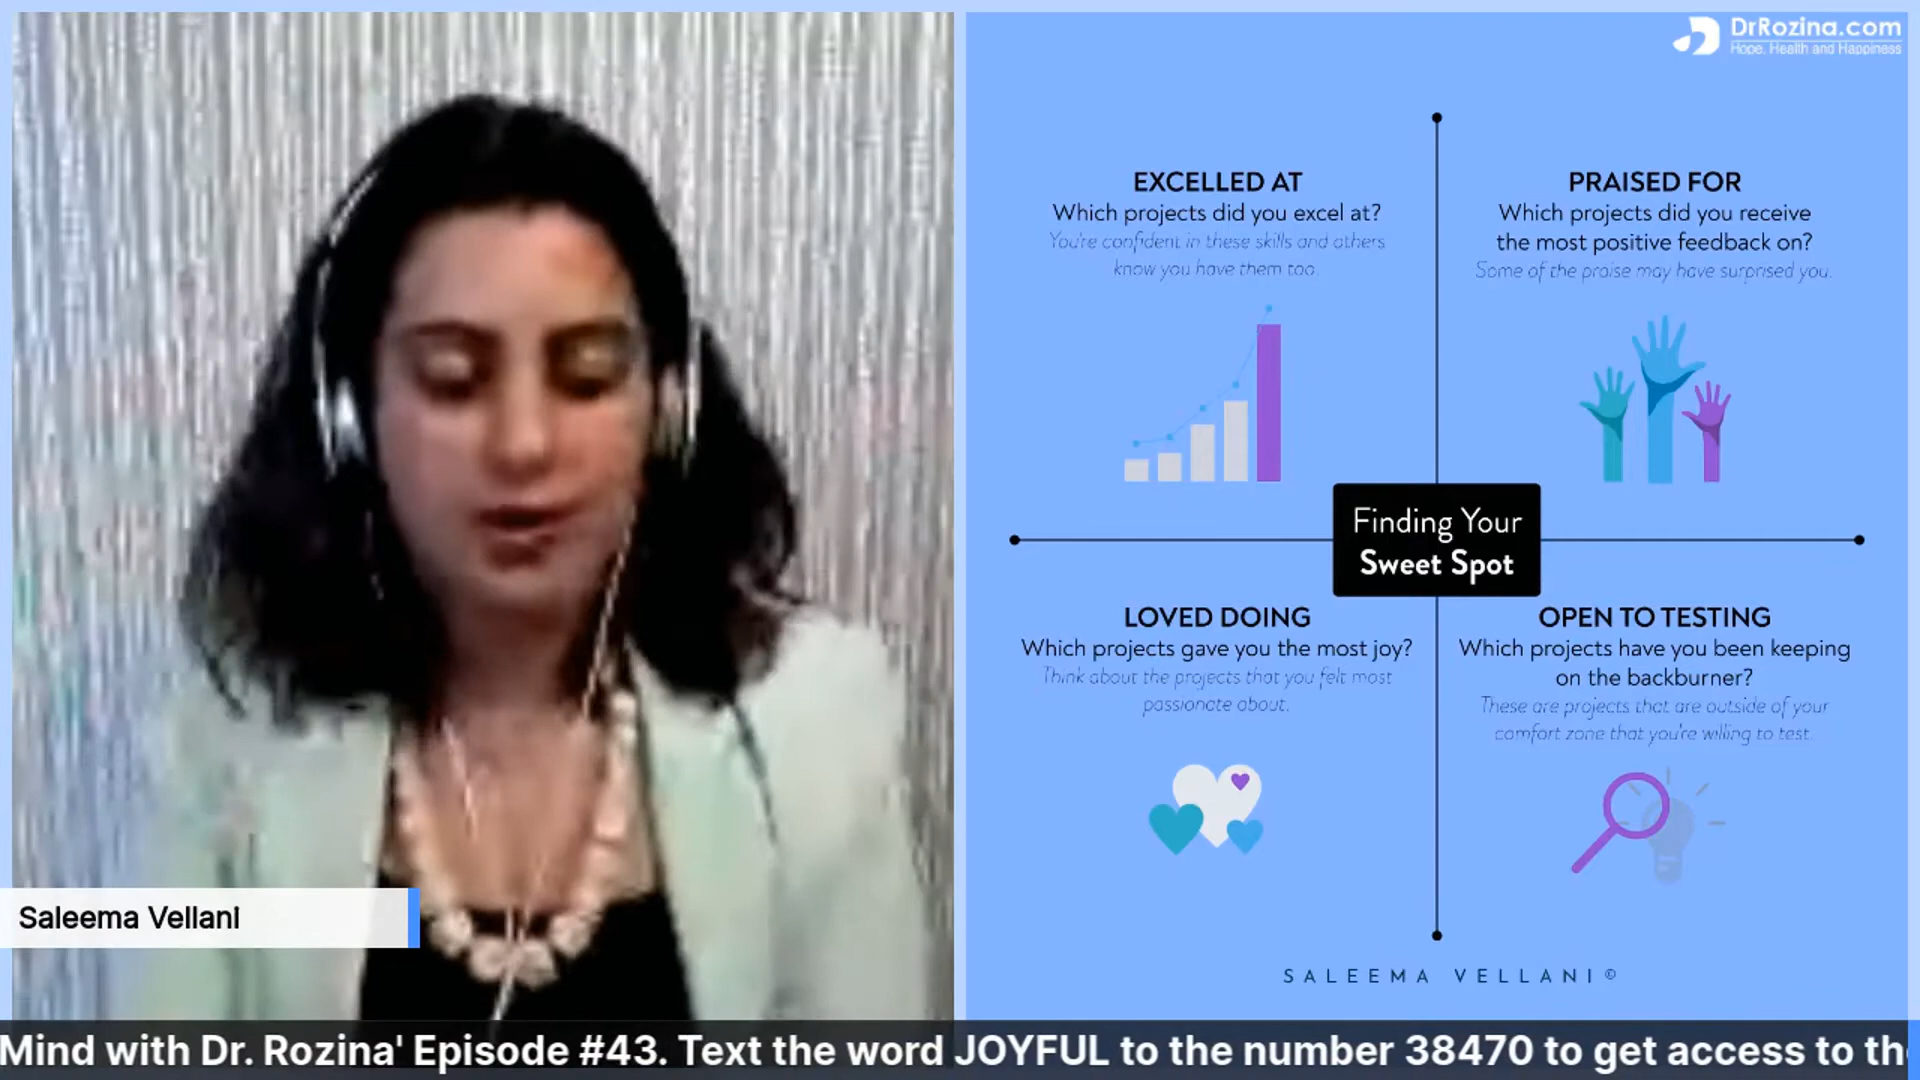 DrRozina.com
Hope, Health and Happiness
EXCELLED AT
Which projects did you excel at?
You're confident in these skills and others
know you have them too.
PRAISED FOR
Which projects did you receive
the most positive feedback on?
Some of the praise may have surprised you.
Finding Your
Sweet Spot
LOVED DOING
Which projects gave you the most joy?
Think about the projects that you felt most
passionate about.
OPEN TO TESTING
Which projects have you been keeping
on the backburner?
These are projects that are outside of your
comfort zone that you're willing to test.
SALEEMA VELLANI©
Saleema Vellani
Mind with Dr. Rozina' Episode #43. Text the word JOYFUL to the number 38470 to get access to